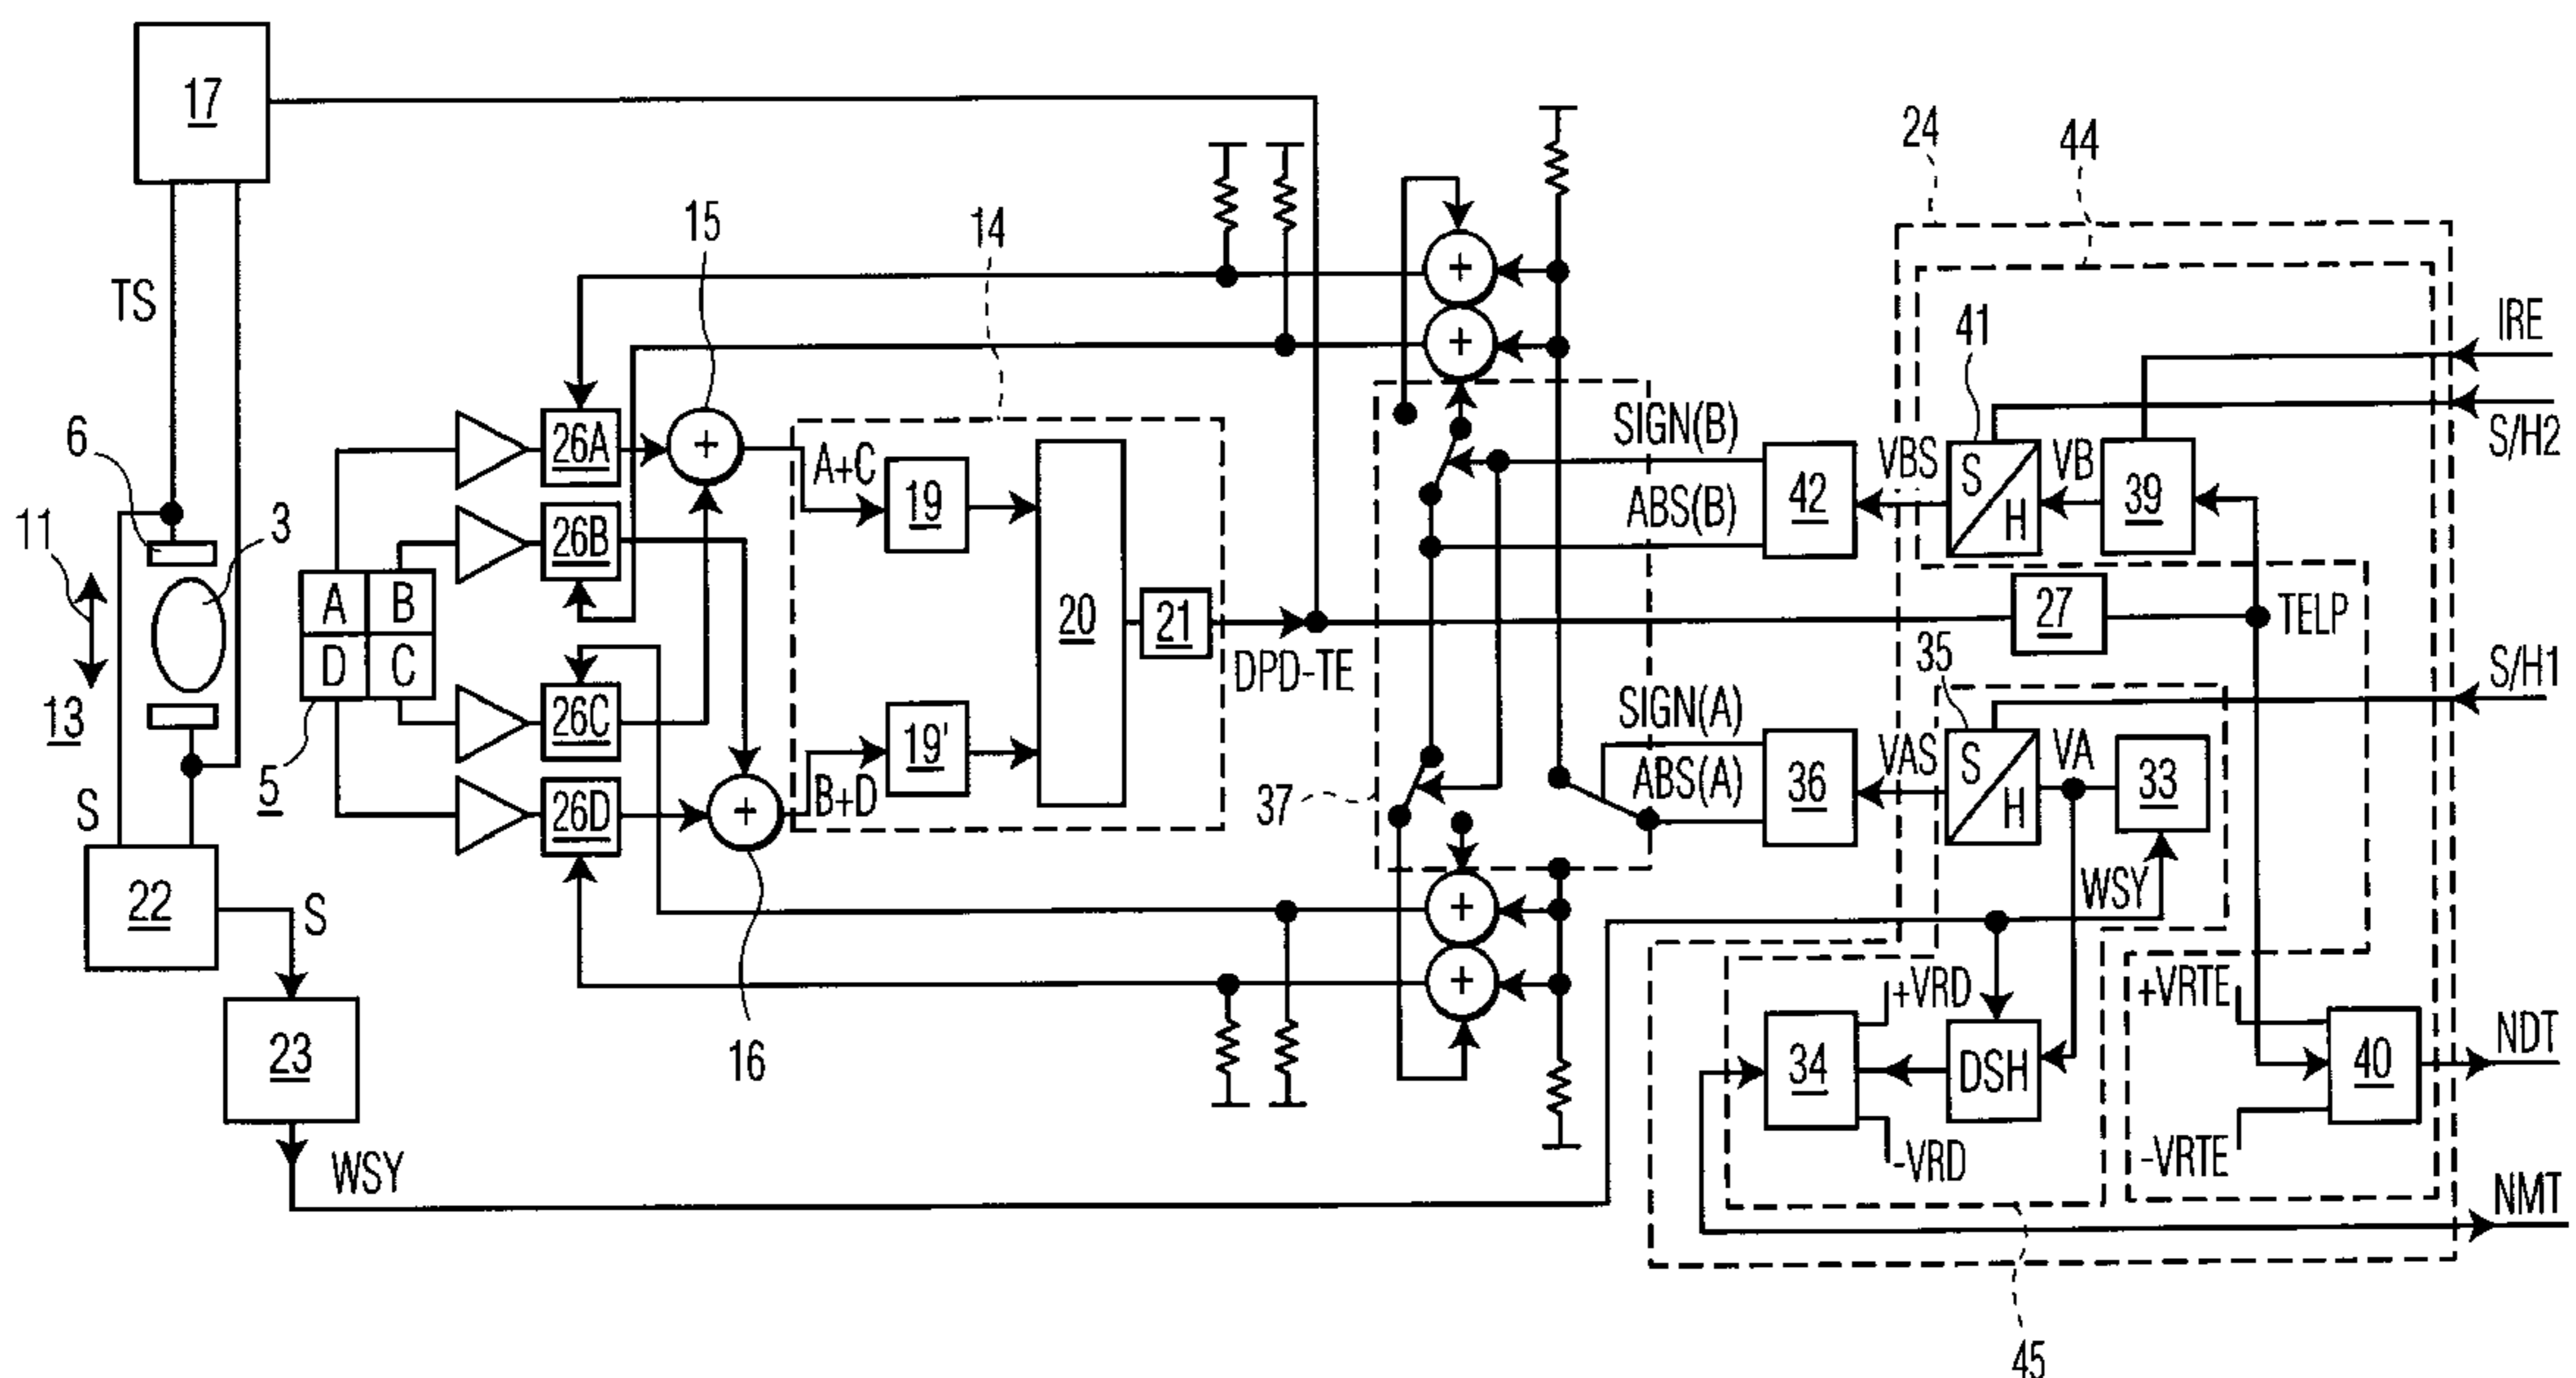 17
24
44
15
14
TS
IRE
41
S/H2
6
3
26A
+
+
+
A+C
19
SIGN(B)
VBS
S
H
VB
39
11
26B
ABS(B)
42
A
B
20
21
27
TELP
D
C
DPD-TE
35
S/H1
13
26C
19'
SIGN(A)
VAS
S
H
VA
33
5
S
26D
+
B+D
37
ABS(A)
36
22
S
+
WSY
+
+VRD
+VRTE
16
23
34
DSH
40
NDT
WSY
-VRD
-VRTE
NMT
45